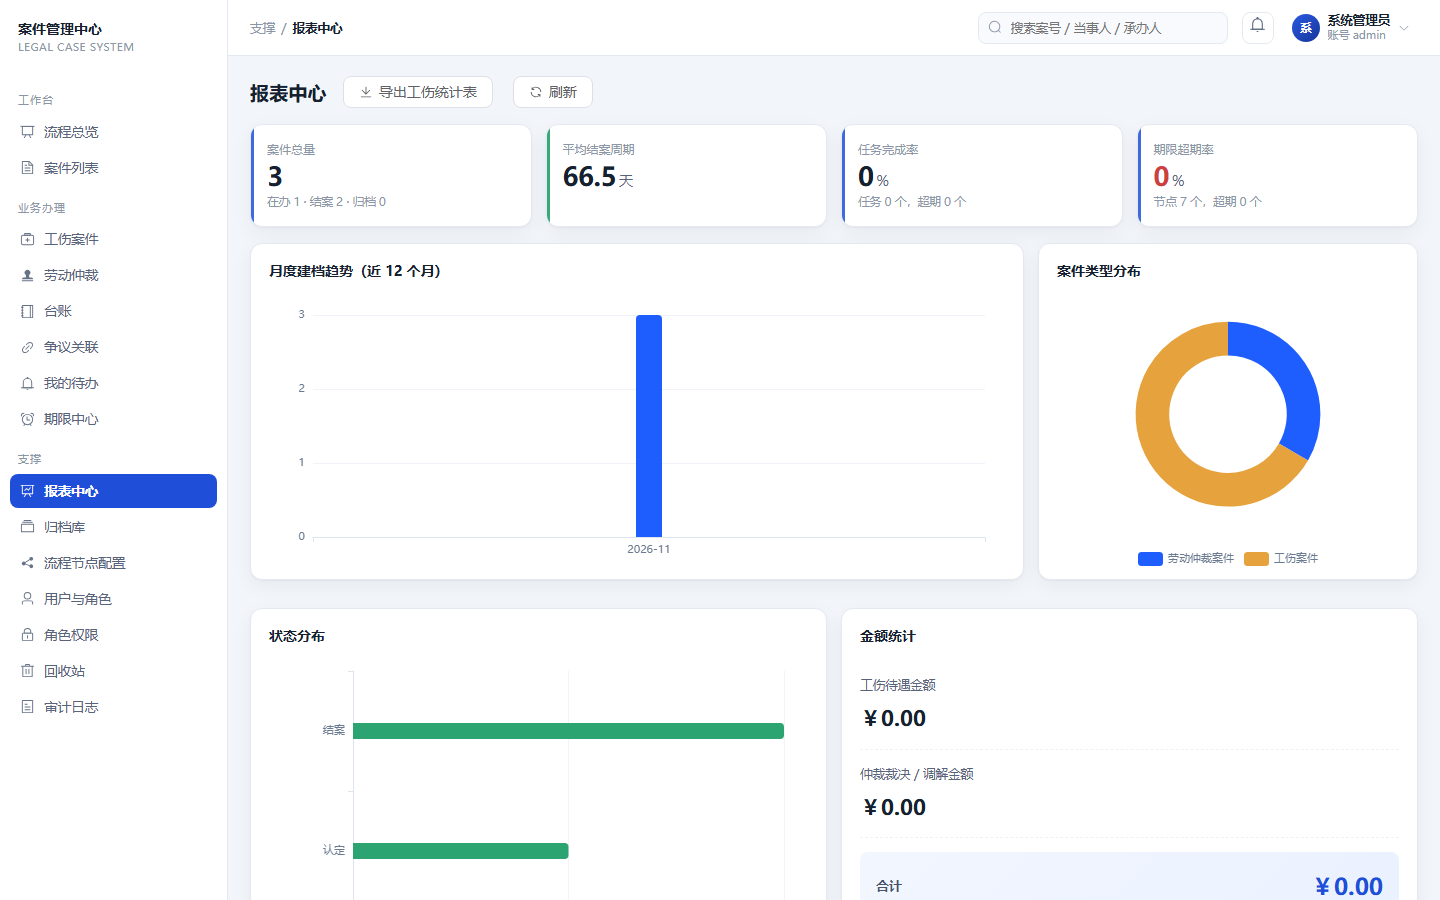 案件管理中心
LEGAL CASE SYSTEM
工作台
流程总览
案件列表
业务办理
工伤案件
劳动仲裁
台账
争议关联
我的待办
期限中心
支撑
报表中心
归档库
流程节点配置
用户与角色
角色权限
回收站
审计日志
支撑 / 报表中心
搜索案号 / 当事人 / 承办人
系
系统管理员
账号 admin
报表中心
导出工伤统计表
刷新
案件总量
3
在办 1 · 结案 2 · 归档 0
平均结案周期
66.5 天
任务完成率
0 %
任务 0 个，超期 0 个
期限超期率
0 %
节点 7 个，超期 0 个
月度建档趋势（近 12 个月）
3
2
1
0
2026-11
案件类型分布
劳动仲裁案件
工伤案件
状态分布
结案
认定
金额统计
工伤待遇金额
¥ 0.00
仲裁裁决 / 调解金额
¥ 0.00
合计
¥ 0.00